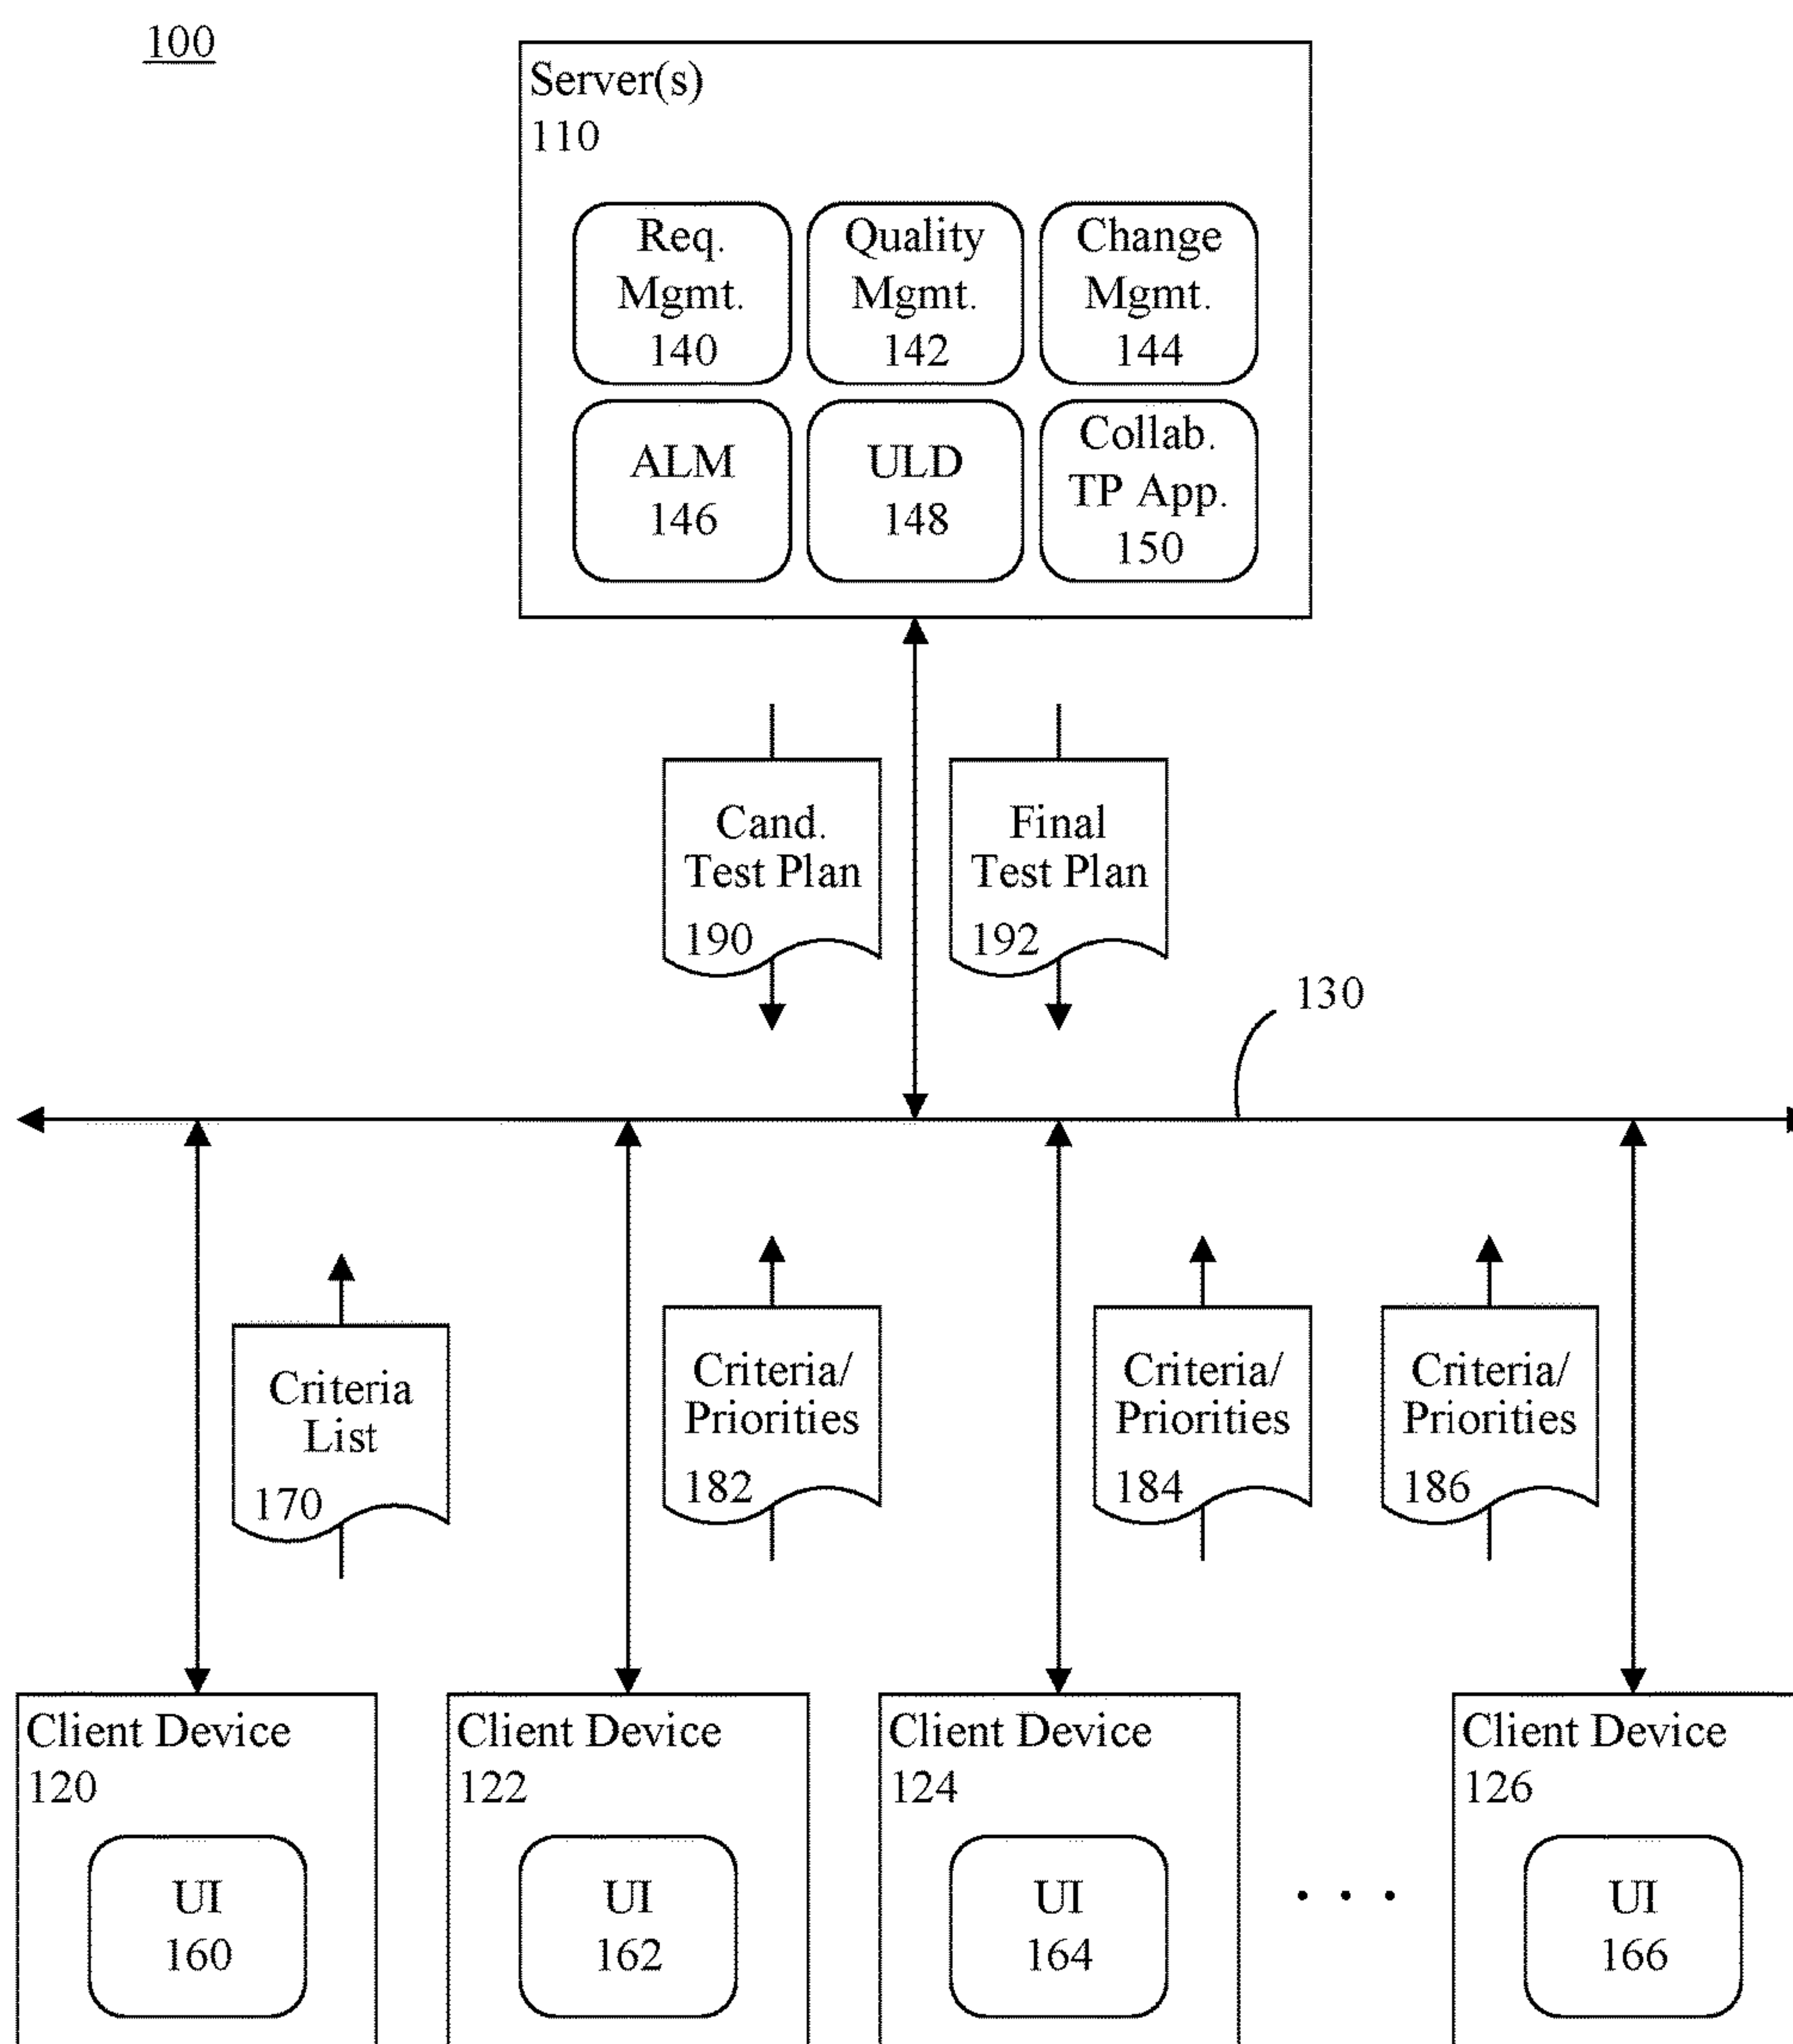 100
Server(s)
110
Req.
Mgmt.
140
Quality
Mgmt.
142
Change
Mgmt.
144
ALM
146
ULD
148
Collab.
TP App.
150
Cand.
Test Plan
190
Final
Test Plan
192
130
Criteria
List
170
Criteria/
Priorities
182
Criteria/
Priorities
184
Criteria/
Priorities
186
Client Device
120
UI
160
Client Device
122
UI
162
Client Device
124
UI
164
. . .
Client Device
126
UI
166